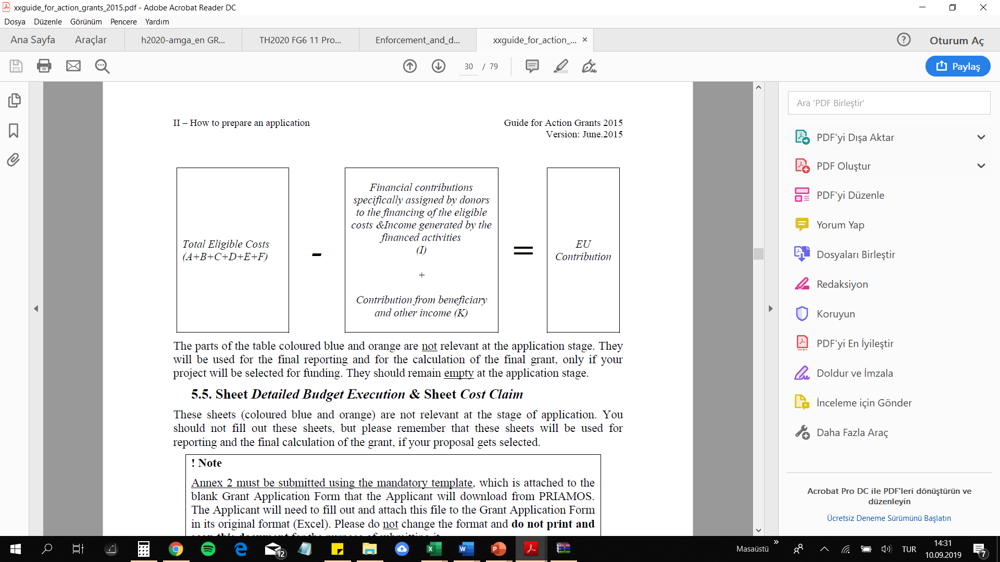 xxguide_for_action_grants_2015.pdf - Adobe Acrobat Reader DC
Dosya Düzenle Görünüm Pencere Yardım
Ana Sayfa Araçlar h2020-amga_en GR... TH2020 FG6 11 Pro... Enforcement_and_d... xxguide_for_action_... × Oturum Aç
30 / 79
Paylaş
II – How to prepare an application
Guide for Action Grants 2015
Version: June.2015
Total Eligible Costs
(A+B+C+D+E+F)
-
Financial contributions
specifically assigned by donors
to the financing of the eligible
costs &Income generated by the
financed activities
(I)
+
Contribution from beneficiary
and other income (K)
=
EU
Contribution
The parts of the table coloured blue and orange are not relevant at the application stage. They
will be used for the final reporting and for the calculation of the final grant, only if your
project will be selected for funding. They should remain empty at the application stage.
5.5. Sheet Detailed Budget Execution & Sheet Cost Claim
These sheets (coloured blue and orange) are not relevant at the stage of application. You
should not fill out these sheets, but please remember that these sheets will be used for
reporting and the final calculation of the grant, if your proposal gets selected.
! Note
Annex 2 must be submitted using the mandatory template, which is attached to the
blank Grant Application Form that the Applicant will download from PRIAMOS.
The Applicant will need to fill out and attach this file to the Grant Application Form
in its original format (Excel). Please do not change the format and do not print and
scan this document for the purpose of submitting it.
Ara 'PDF Birleştir'
PDF'yi Dışa Aktar
PDF Oluştur
PDF'yi Düzenle
Yorum Yap
Dosyaları Birleştir
Redaksiyon
Koruyun
PDF'yi En İyileştir
Doldur ve İmzala
İnceleme için Gönder
Daha Fazla Araç
Acrobat Pro DC ile PDF'leri dönüştürün ve
düzenleyin
Ücretsiz Deneme Sürümünü Başlatın
12
Masaüstü » TUR
14:31
10.09.2019
7